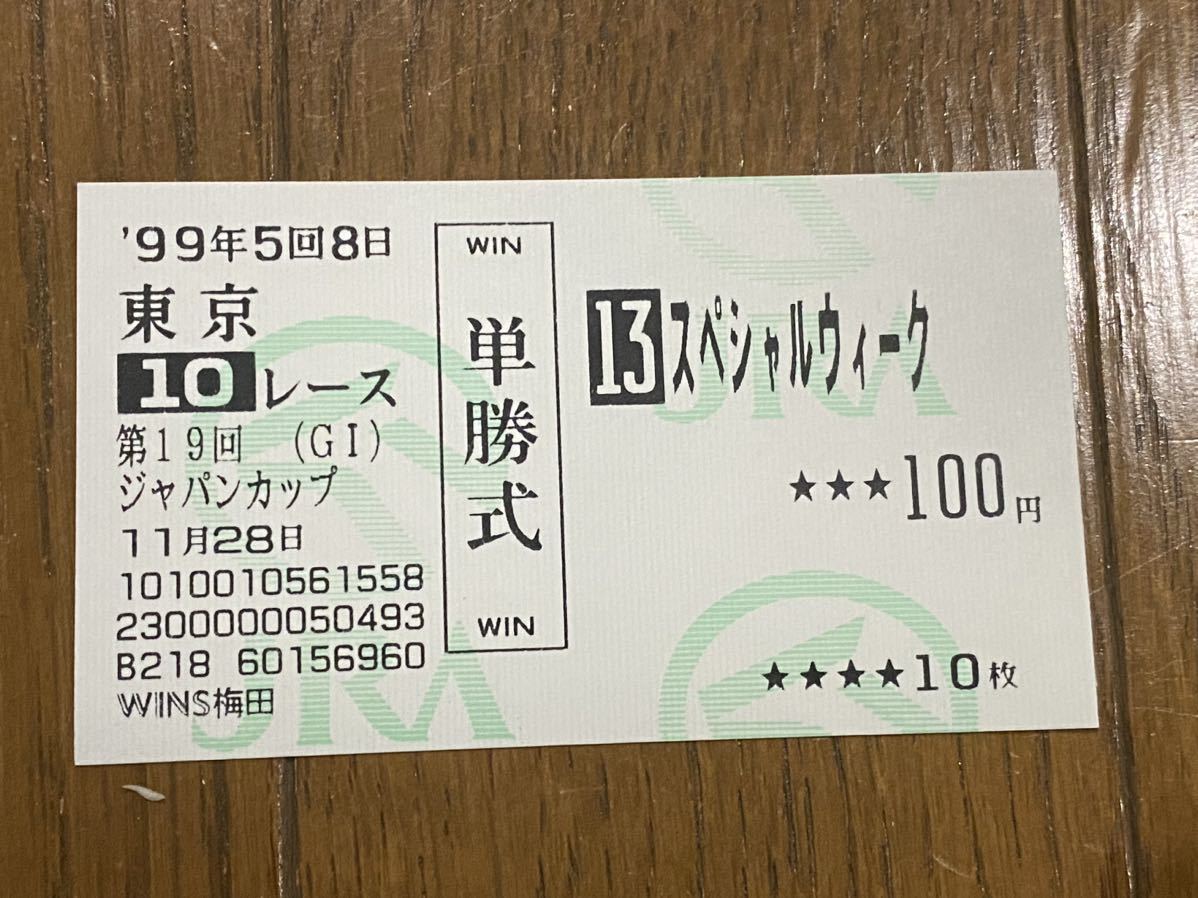 '99年5回8日
東京
10レース
第19回 (GI)
ジャパンカップ
11月28日
1010010561558
2300000050493
B218 60156960
WINS梅田
WIN
単勝式
WIN
13スペシャルウィーク
★★★100円
★★★★10枚
JRA
JRA